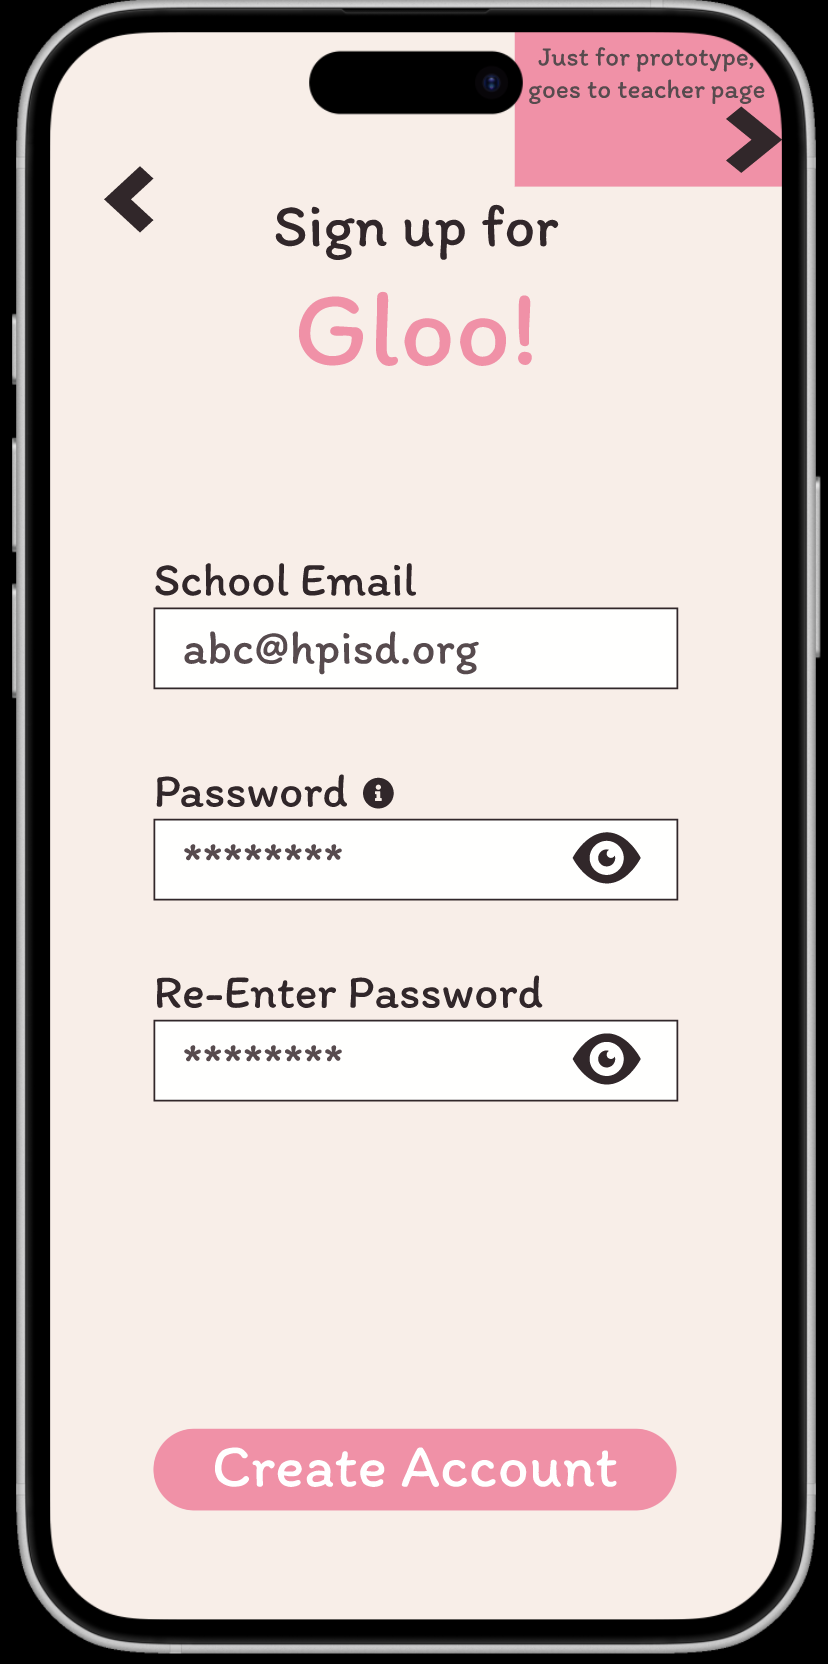 Just for prototype,
goes to teacher page
Sign up for
Gloo!
School Email
abc@hpisd.org
Password
********
Re-Enter Password
********
Create Account